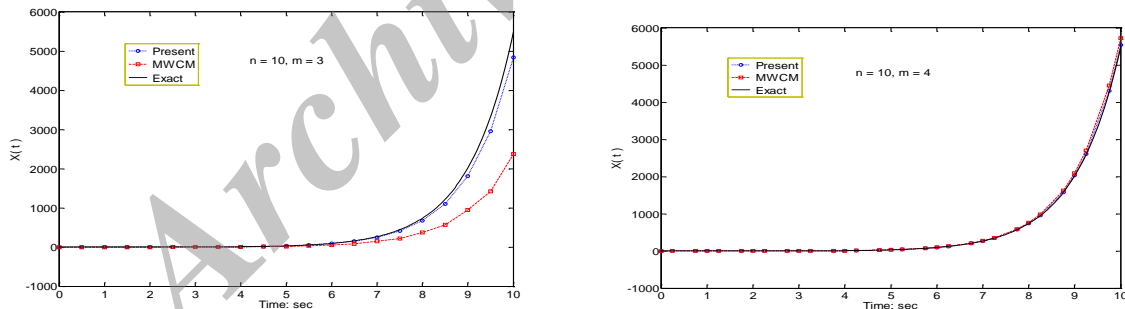 6000
5000
4000
3000
2000
1000
0
-1000
X(t)
Present
MWCM
Exact
n = 10, m = 3
0 1 2 3 4 5 6 7 8 9 10
Time: sec
Archiv
6000
5000
4000
3000
2000
1000
0
-1000
X(t)
Present
MWCM
Exact
n = 10, m = 4
0 1 2 3 4 5 6 7 8 9 10
Time: sec